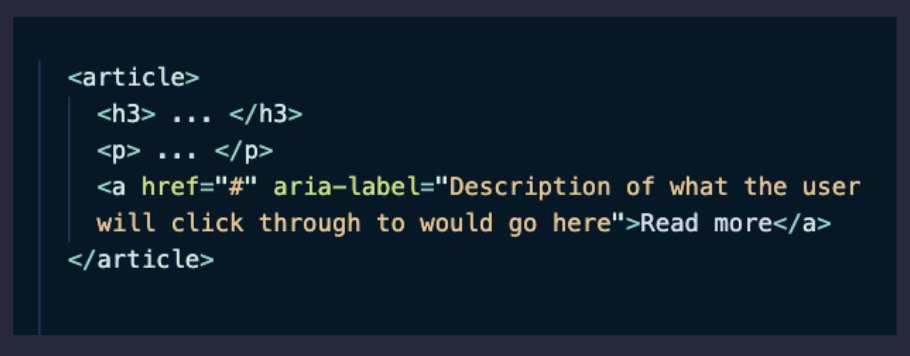 <article>
<h3> ... </h3>
<p> ... </p>
<a href="#" aria-label="Description of what the user
will click through to would go here">Read more</a>
</article>